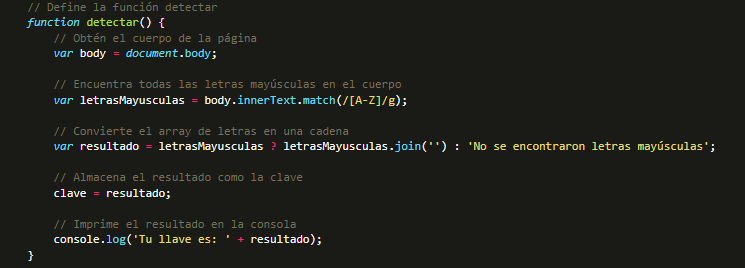 // Define la función detectar
function detectar() {
// Obtén el cuerpo de la página
var body = document.body;
// Encuentra todas las letras mayúsculas en el cuerpo
var letrasMayusculas = body.innerText.match(/[A-Z]/g);
// Convierte el array de letras en una cadena
var resultado = letrasMayusculas ? letrasMayusculas.join('') : 'No se encontraron letras mayúsculas';
// Almacena el resultado como la clave
clave = resultado;
// Imprime el resultado en la consola
console.log('Tu llave es: ' + resultado);
}